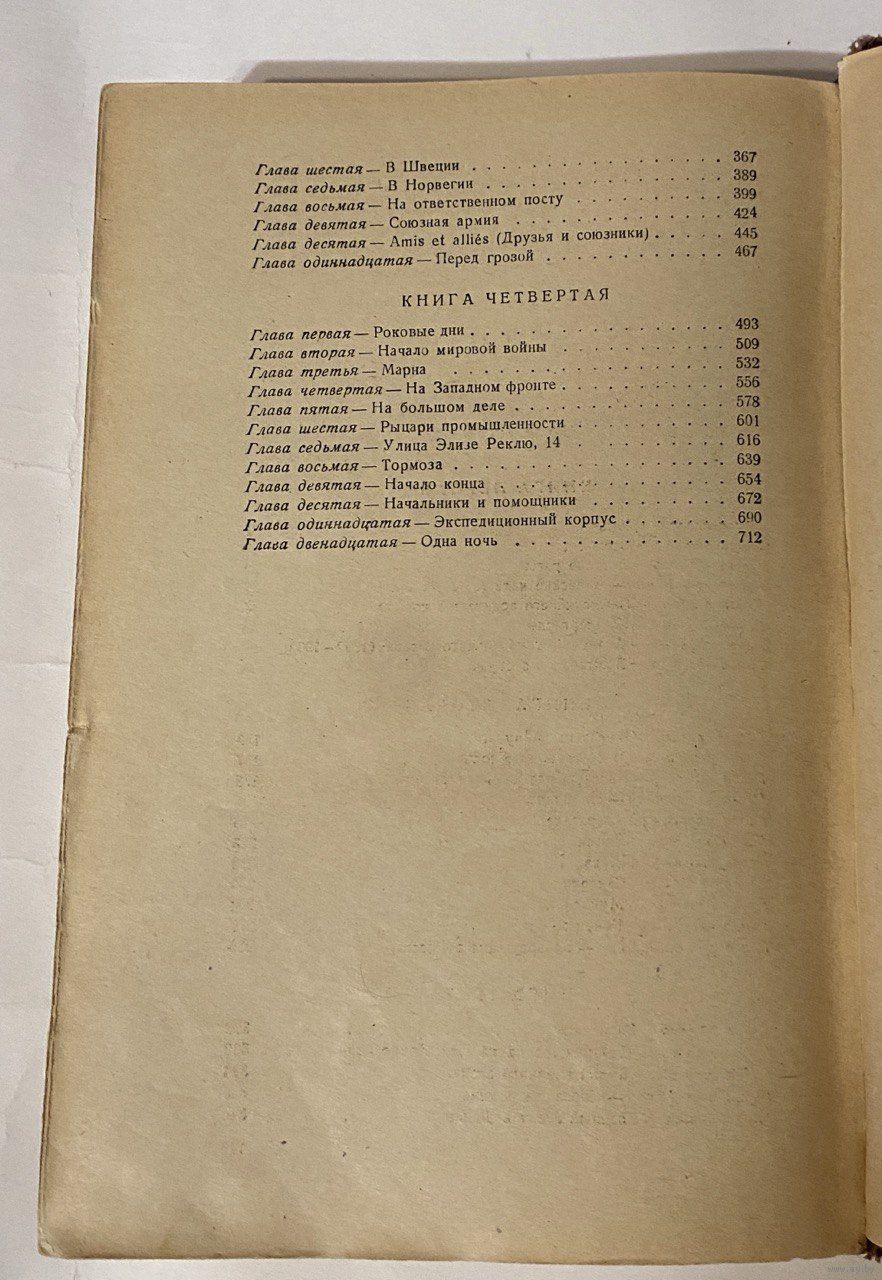 Глава шестая — В Швеции . . . . . . . . . . . . . . . . . 367
Глава седьмая — В Норвегии . . . . . . . . . . . . . . . . 389
Глава восьмая — На ответственном посту . . . . . . . . . . 399
Глава девятая — Союзная армия . . . . . . . . . . . . . . 424
Глава десятая — Amis et alliés (Друзья и союзники) . . . . . 445
Глава одиннадцатая — Перед грозой . . . . . . . . . . . . 467
КНИГА ЧЕТВЕРТАЯ
Глава первая — Роковые дни . . . . . . . . . . . . . . . . . 493
Глава вторая — Начало мировой войны . . . . . . . . . . . 509
Глава третья — Марна . . . . . . . . . . . . . . . . . . 532
Глава четвертая — На Западном фронте . . . . . . . . . . . 556
Глава пятая — На большом деле . . . . . . . . . . . . . . 578
Глава шестая — Рыцари промышленности . . . . . . . . . . 601
Глава седьмая — Улица Элизе Реклю, 14 . . . . . . . . . . 616
Глава восьмая — Тормоза . . . . . . . . . . . . . . . . . 639
Глава девятая — Начало конца . . . . . . . . . . . . . . . 654
Глава десятая — Начальники и помощники . . . . . . . . . 672
Глава одиннадцатая — Экспедиционный корпус . . . . . . . 690
Глава двенадцатая — Одна ночь . . . . . . . . . . . . . . 712